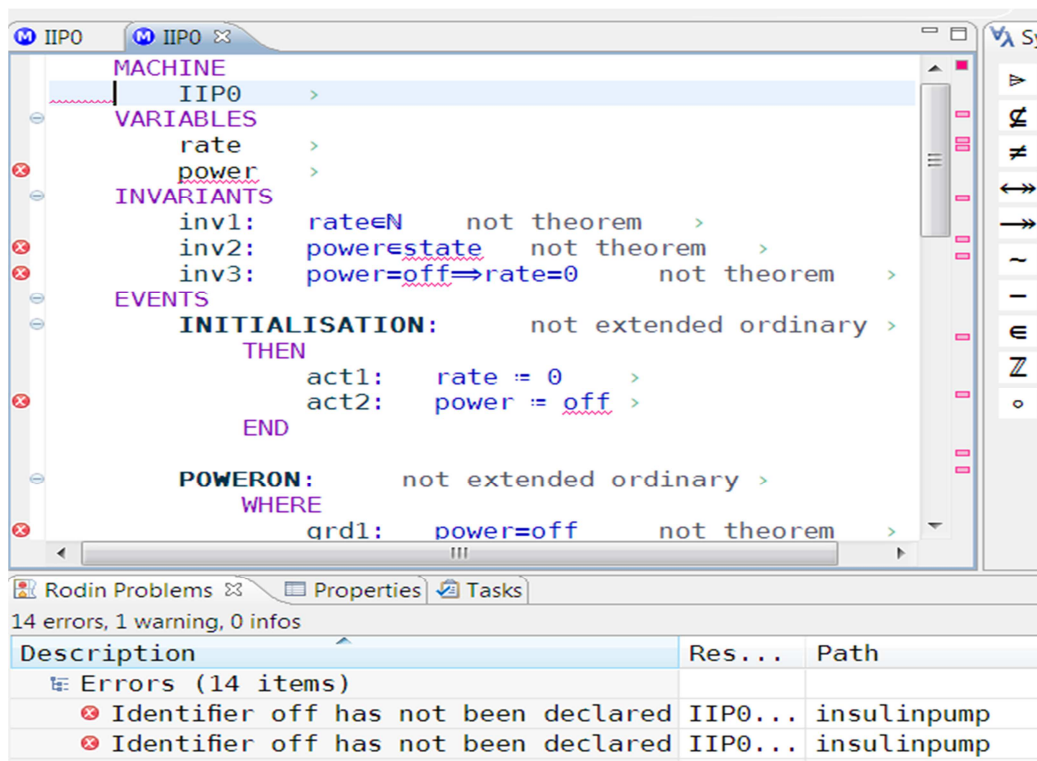 IIP0 IIP0 Sy
MACHINE
IIP0 >
VARIABLES
rate >
power >
INVARIANTS
inv1: rate∈ℕ not theorem >
inv2: power∈state not theorem >
inv3: power=off⇒rate=0 not theorem >
EVENTS
INITIALISATION: not extended ordinary >
THEN
act1: rate ≔ 0 >
act2: power ≔ off >
END
POWERON: not extended ordinary >
WHERE
grd1: power=off not theorem >
Rodin Problems Properties Tasks
14 errors, 1 warning, 0 infos
Description Res... Path
Errors (14 items)
Identifier off has not been declared IIP0... insulinpump
Identifier off has not been declared IIP0... insulinpump